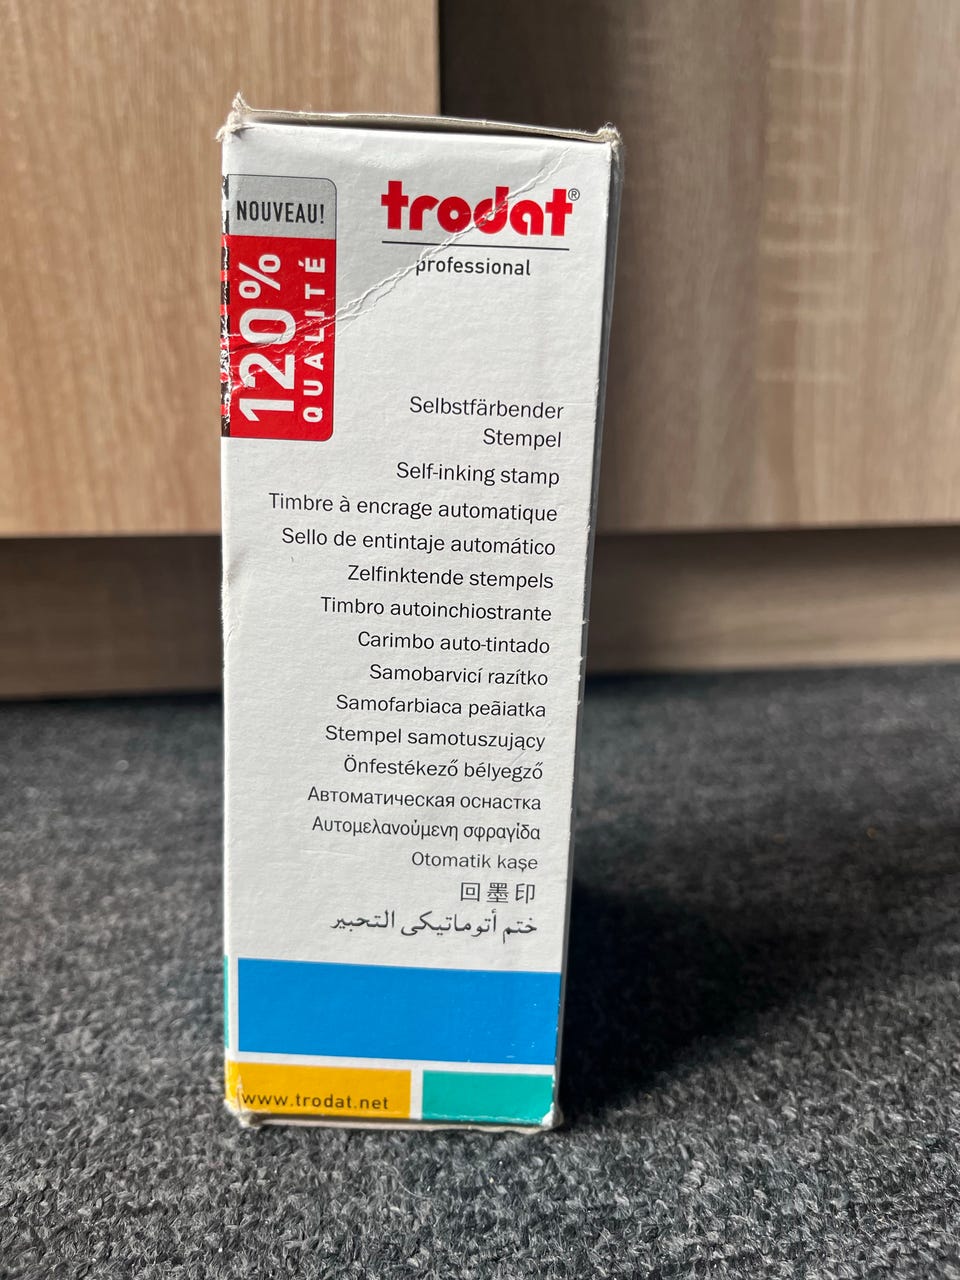 NOUVEAU!
120%
QUALITÉ
trodat®
professional
Selbstfärbender
Stempel
Self-inking stamp
Timbre à encrage automatique
Sello de entintaje automático
Zelfinktende stempels
Timbro autoinchiostrante
Carimbo auto-tintado
Samobarvicí razítko
Samofarbiaca peãiatka
Stempel samotuszujący
Önfestékező bélyegző
Автоматическая оснастка
Αυτομελανούμενη σφραγίδα
Otomatik kaşe
回墨印
ختم أتوماتيكى التحبير
www.trodat.net